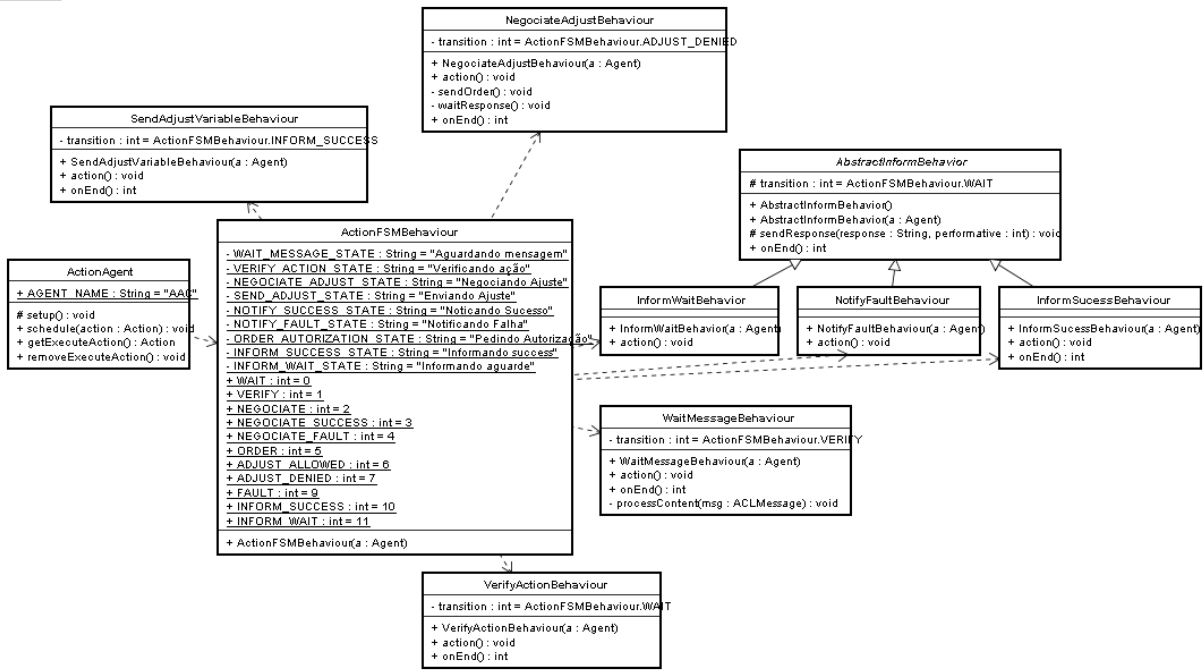 NegociateAdjustBehaviour
- transition : int = ActionFSMBehaviour.ADJUST_DENIED
+ NegociateAdjustBehaviour(a : Agent)
+ action() : void
- sendOrder() : void
- waitResponse() : void
+ onEnd() : int
SendAdjustVariableBehaviour
- transition : int = ActionFSMBehaviour.INFORM_SUCCESS
+ SendAdjustVariableBehaviour(a : Agent)
+ action() : void
+ onEnd() : int
AbstractInformBehavior
# transition : int = ActionFSMBehaviour.WAIT
+ AbstractInformBehavior()
+ AbstractInformBehavior(a : Agent)
# sendResponse(response : String, performative : int) : void
+ onEnd() : int
ActionAgent
+ AGENT_NAME : String = "AAC"
# setup() : void
+ schedule(action : Action) : void
+ getExecuteAction() : Action
+ removeExecuteAction() : void
ActionFSMBehaviour
- WAIT_MESSAGE_STATE : String = "Aguardando mensagem"
- VERIFY_ACTION_STATE : String = "Verificando ação"
- NEGOCIATE_ADJUST_STATE : String = "Negociando Ajuste"
- SEND_ADJUST_STATE : String = "Enviando Ajuste"
- NOTIFY_SUCCESS_STATE : String = "Noticando Sucesso"
- NOTIFY_FAULT_STATE : String = "Notificando Falha"
- ORDER_AUTORIZATION_STATE : String = "Pedindo Autorização"
- INFORM_SUCCESS_STATE : String = "Informando success"
- INFORM_WAIT_STATE : String = "Informando aguarde"
+ WAIT : int = 0
+ VERIFY : int = 1
+ NEGOCIATE : int = 2
+ NEGOCIATE_SUCCESS : int = 3
+ NEGOCIATE_FAULT : int = 4
+ ORDER : int = 5
+ ADJUST_ALLOWED : int = 6
+ ADJUST_DENIED : int = 7
+ FAULT : int = 9
+ INFORM_SUCCESS : int = 10
+ INFORM_WAIT : int = 11
+ ActionFSMBehaviour(a : Agent)
InformWaitBehavior
+ InformWaitBehavior(a : Agent)
+ action() : void
NotifyFaultBehaviour
+ NotifyFaultBehaviour(a : Agent)
+ action() : void
InformSucessBehaviour
+ InformSucessBehaviour(a : Agent)
+ action() : void
+ onEnd() : int
WaitMessageBehaviour
- transition : int = ActionFSMBehaviour.VERIFY
+ WaitMessageBehaviour(a : Agent)
+ action() : void
+ onEnd() : int
- processContent(msg : ACLMessage) : void
VerifyActionBehaviour
- transition : int = ActionFSMBehaviour.WAIT
+ VerifyActionBehaviour(a : Agent)
+ action() : void
+ onEnd() : int